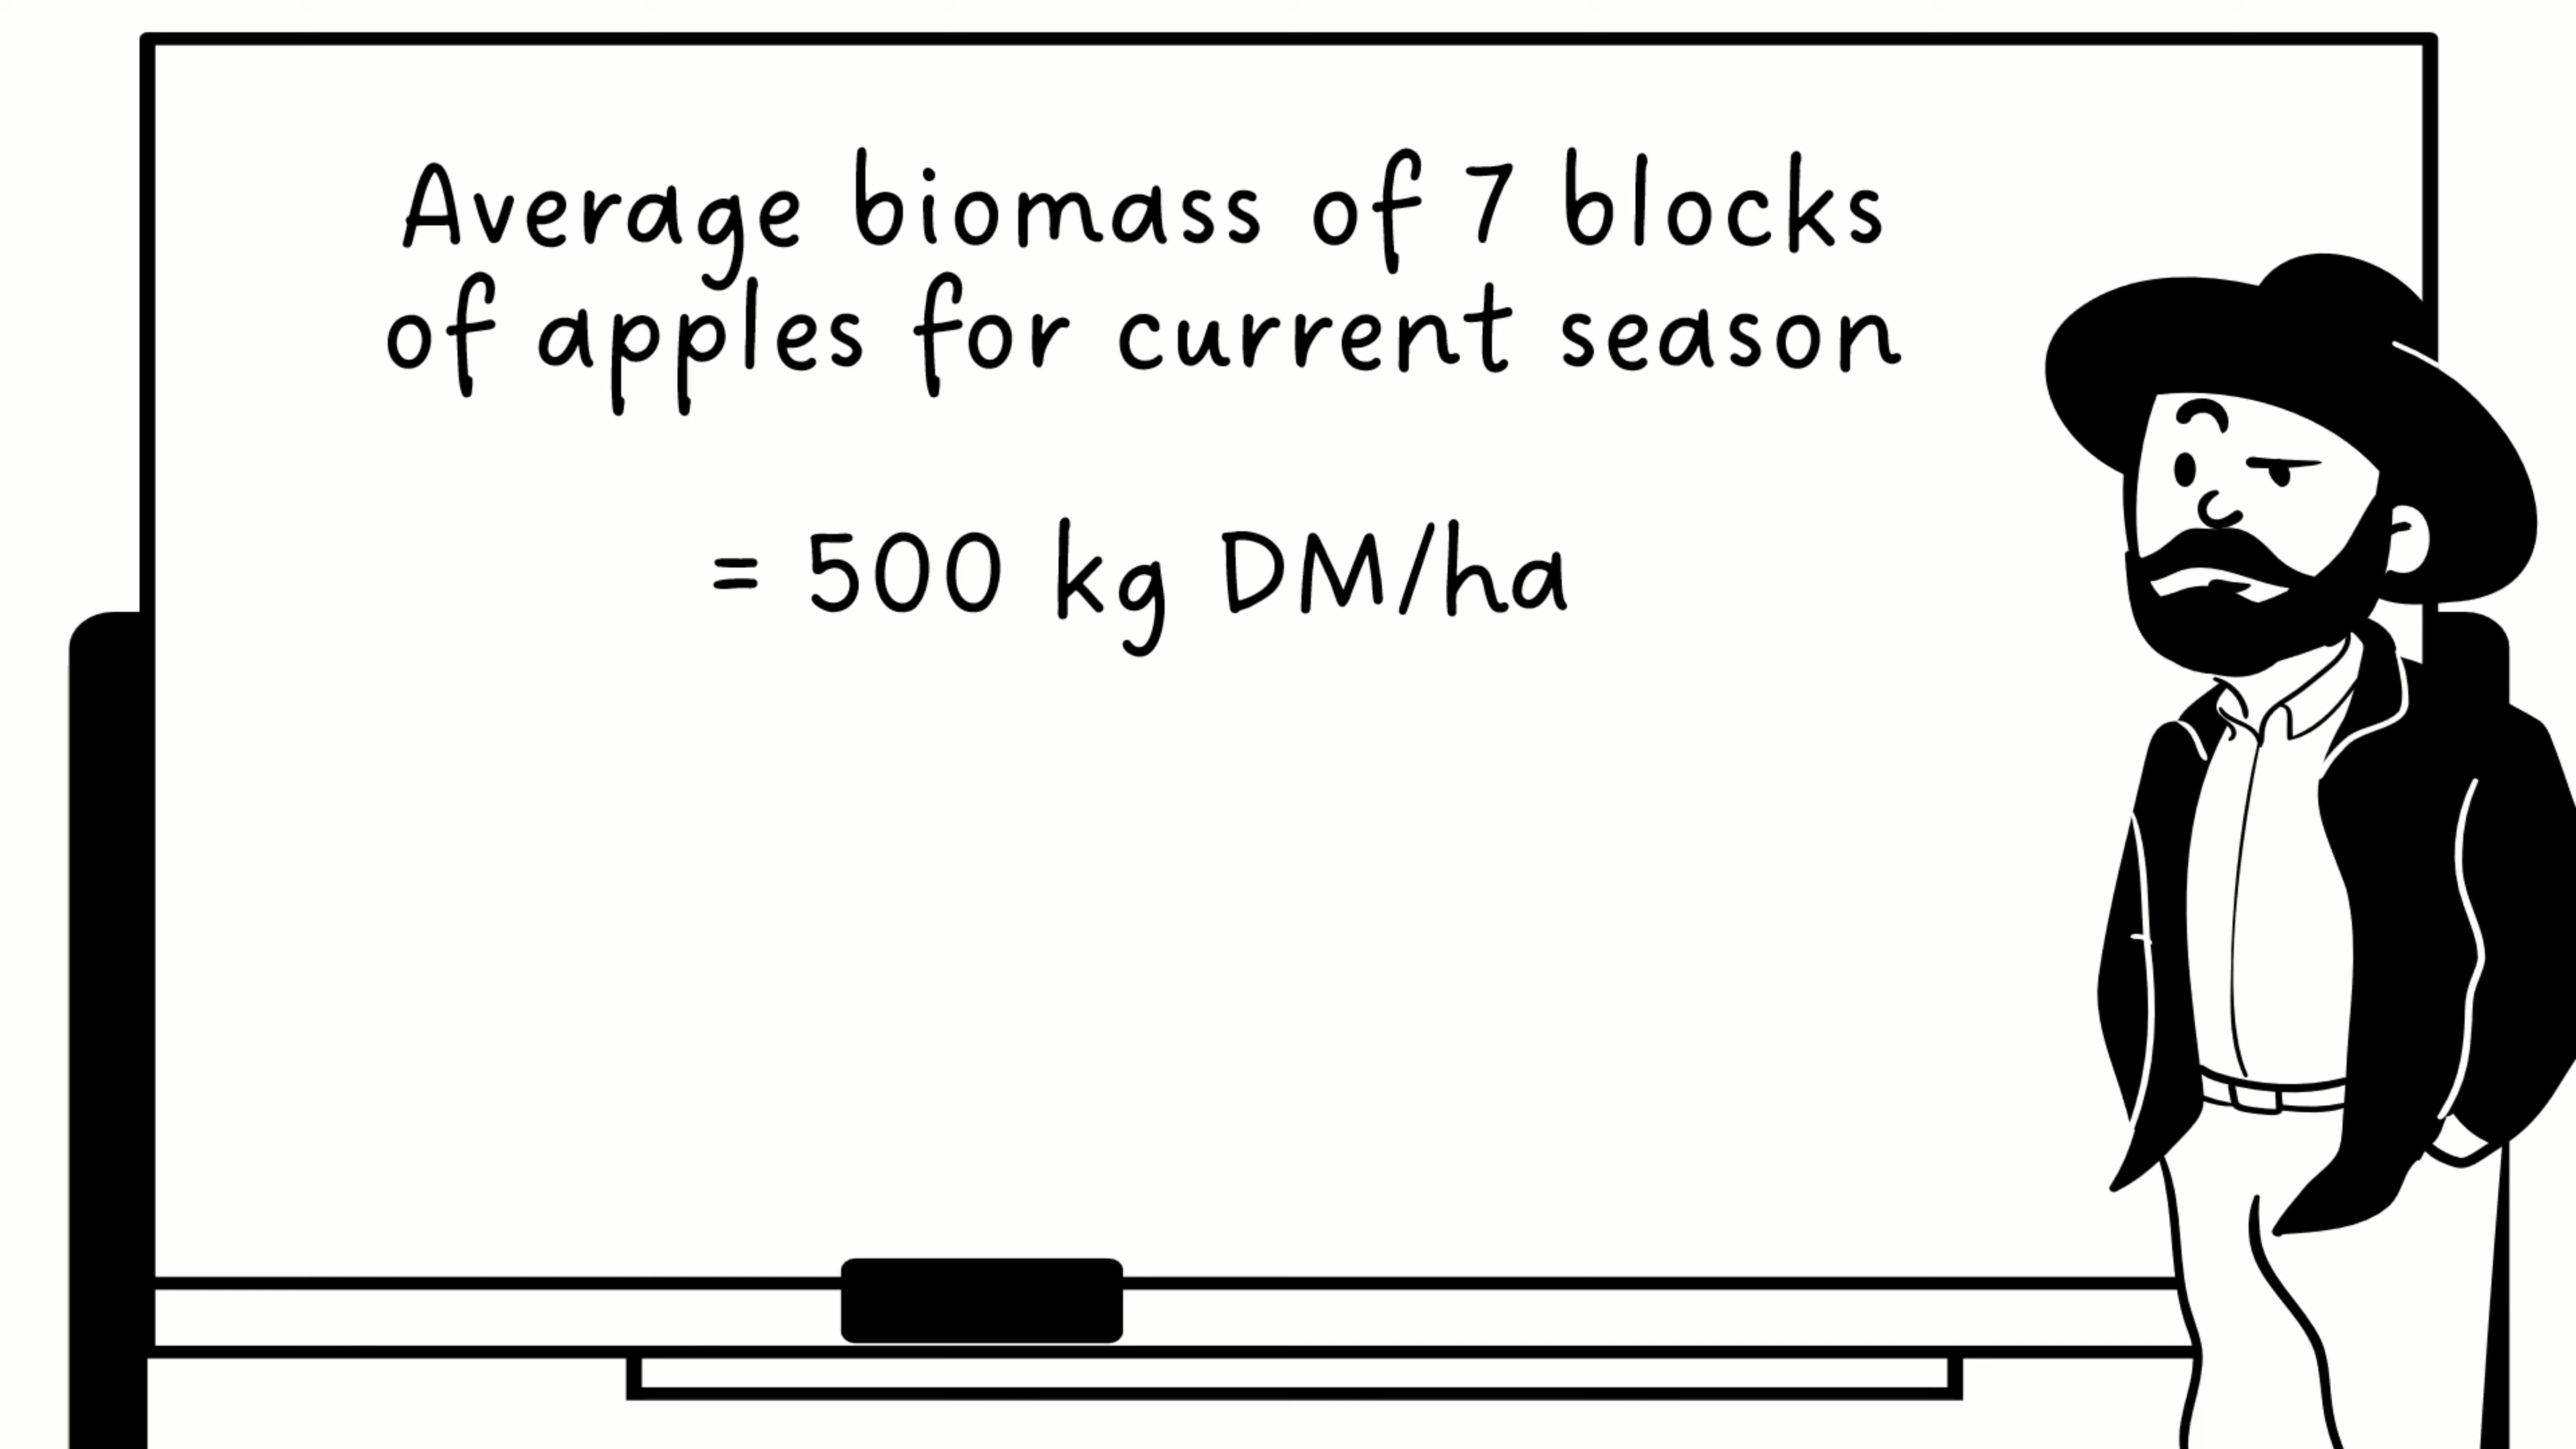 Average biomass of 7 blocks
of apples for current season
= 500 kg DM/ha